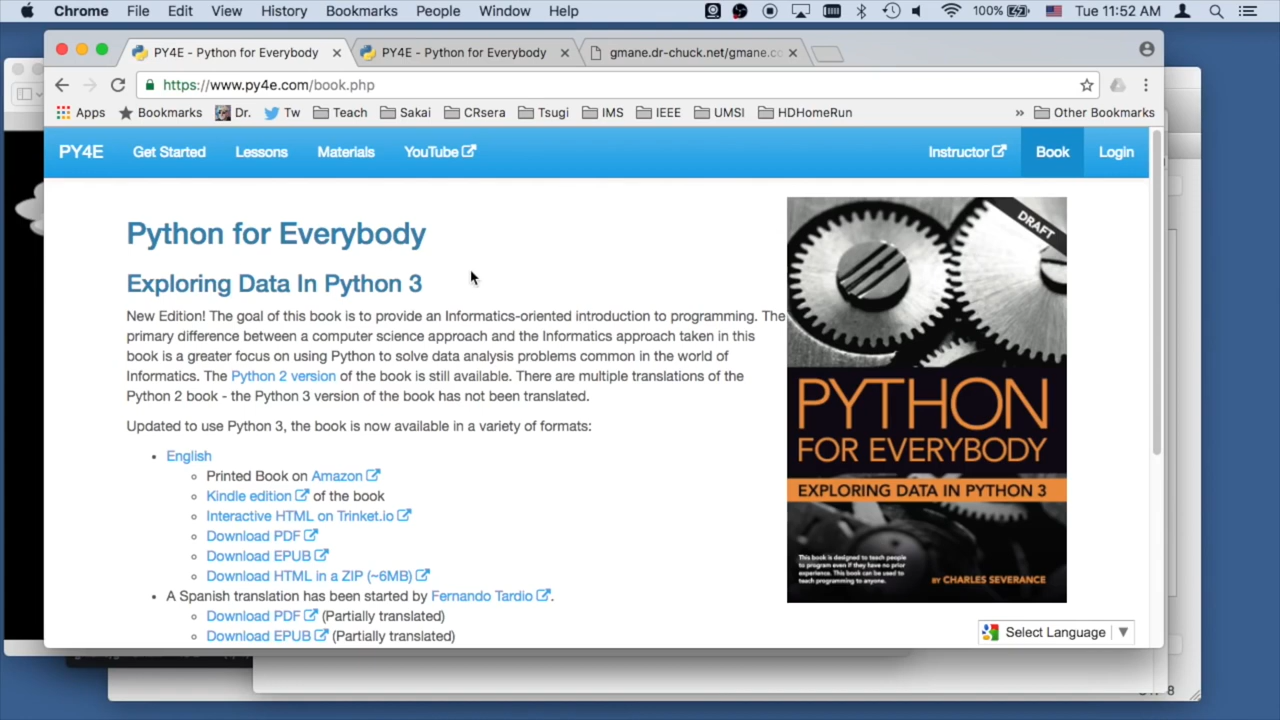 Chrome File Edit View History Bookmarks People Window Help 100% Tue 11:52 AM
PY4E - Python for Everybody
PY4E - Python for Everybody
gmane.dr-chuck.net/gmane.co
https://www.py4e.com/book.php
Apps Bookmarks Dr. Tw Teach Sakai CRsera Tsugi IMS IEEE UMSI HDHomeRun » Other Bookmarks
PY4E Get Started Lessons Materials YouTube Instructor Book Login
Python for Everybody
Exploring Data In Python 3
New Edition! The goal of this book is to provide an Informatics-oriented introduction to programming. The
primary difference between a computer science approach and the Informatics approach taken in this
book is a greater focus on using Python to solve data analysis problems common in the world of
Informatics. The Python 2 version of the book is still available. There are multiple translations of the
Python 2 book - the Python 3 version of the book has not been translated.
Updated to use Python 3, the book is now available in a variety of formats:
English
Printed Book on Amazon
Kindle edition of the book
Interactive HTML on Trinket.io
Download PDF
Download EPUB
Download HTML in a ZIP (~6MB)
A Spanish translation has been started by Fernando Tardio.
Download PDF (Partially translated)
Download EPUB (Partially translated)
DRAFT
PYTHON
FOR EVERYBODY
EXPLORING DATA IN PYTHON 3
This book is designed to teach people
to program even if they have no prior
experience. This book can be used to
teach programming to anyone.
BY CHARLES SEVERANCE
Select Language ▼